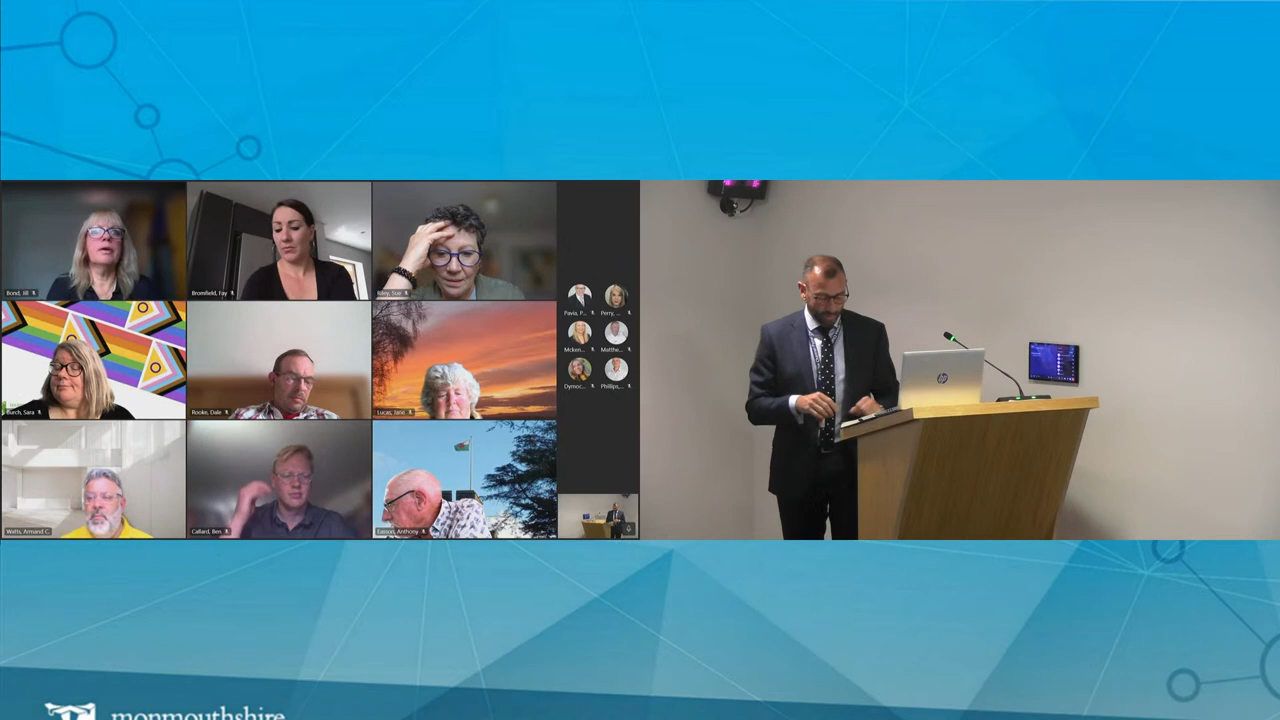 Bond, Jill
Bromfield, Fay
Riley, Sue
Pavia, P...
Perry, ...
Mcken...
Matthe...
Dymoc...
Phillips,...
Burch, Sara
Rooke, Dale
Lucas, Jane
Watts, Armand C.
Callard, Ben
Easson, Anthony
hp
monmouthshire